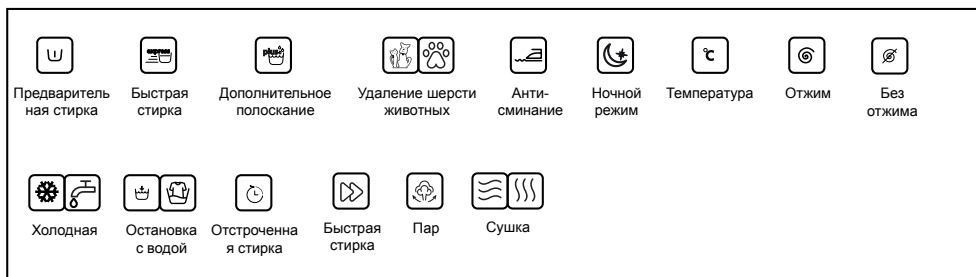 express
plus+
℃
Предваритель Быстрая Дополнительное Удаление шерсти Анти- Ночной Температура Отжим Без
ная стирка стирка полоскание животных сминание режим отжима
Холодная Остановка Отстроченна Быстрая Пар Сушка
с водой я стирка стирка